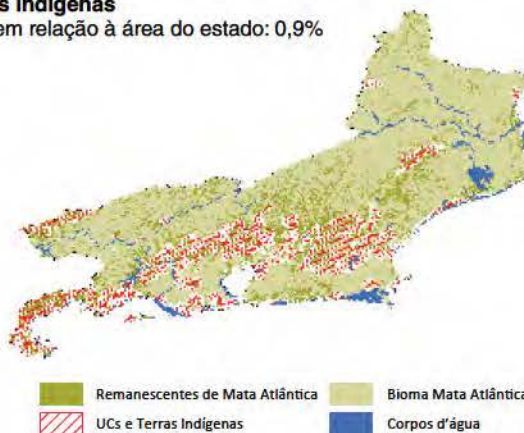 s Indígenas
em relação à área do estado: 0,9%
Remanescentes de Mata Atlântica
Bioma Mata Atlântica
UCs e Terras Indígenas
Corpos d'água